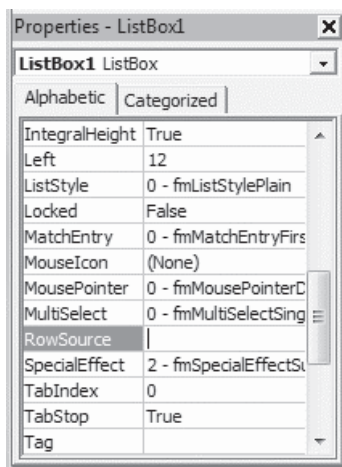 Properties - ListBox1
ListBox1 ListBox
Alphabetic Categorized
IntegralHeight True
Left 12
ListStyle 0 - fmListStylePlain
Locked False
MatchEntry 0 - fmMatchEntryFirs
MouseIcon (None)
MousePointer 0 - fmMousePointerD
MultiSelect 0 - fmMultiSelectSing
RowSource
SpecialEffect 2 - fmSpecialEffectSu
TabIndex 0
TabStop True
Tag